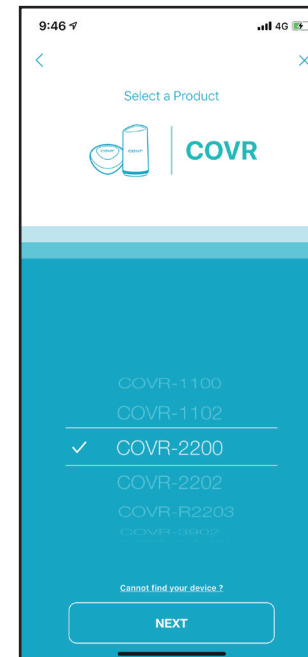 9:46
4G
Select a Product
COVR
COVR-1100
COVR-1102
COVR-2200
COVR-2202
COVR-R2203
COVR-3902
Cannot find your device ?
NEXT